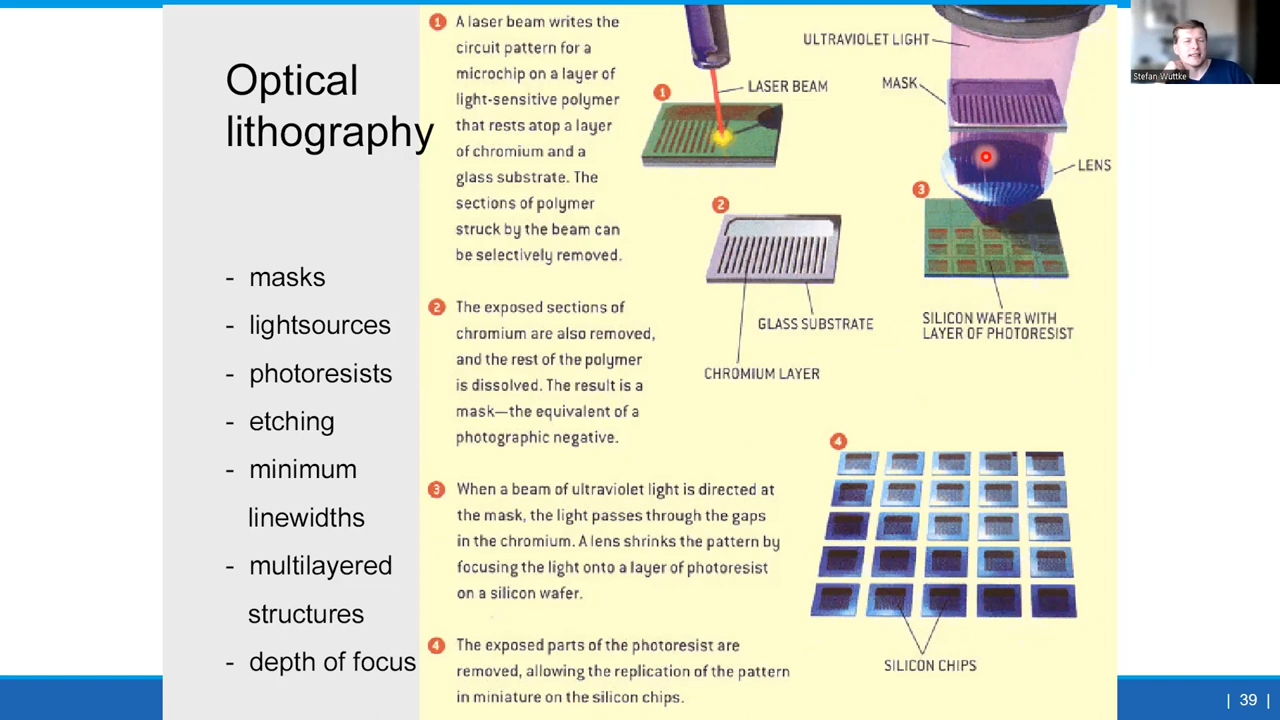 Optical
lithography
- masks
- lightsources
- photoresists
- etching
- minimum
linewidths
- multilayered
structures
- depth of focus
1 A laser beam writes the
circuit pattern for a
microchip on a layer of
light-sensitive polymer
that rests atop a layer
of chromium and a
glass substrate. The
sections of polymer
struck by the beam can
be selectively removed.
2 The exposed sections of
chromium are also removed,
and the rest of the polymer
is dissolved. The result is a
mask—the equivalent of a
photographic negative.
3 When a beam of ultraviolet light is directed at
the mask, the light passes through the gaps
in the chromium. A lens shrinks the pattern by
focusing the light onto a layer of photoresist
on a silicon wafer.
4 The exposed parts of the photoresist are
removed, allowing the replication of the pattern
in miniature on the silicon chips.
1
LASER BEAM
2
GLASS SUBSTRATE
CHROMIUM LAYER
ULTRAVIOLET LIGHT
MASK
LENS
3
SILICON WAFER WITH
LAYER OF PHOTORESIST
4
SILICON CHIPS
Stefan Wuttke
| 39 |